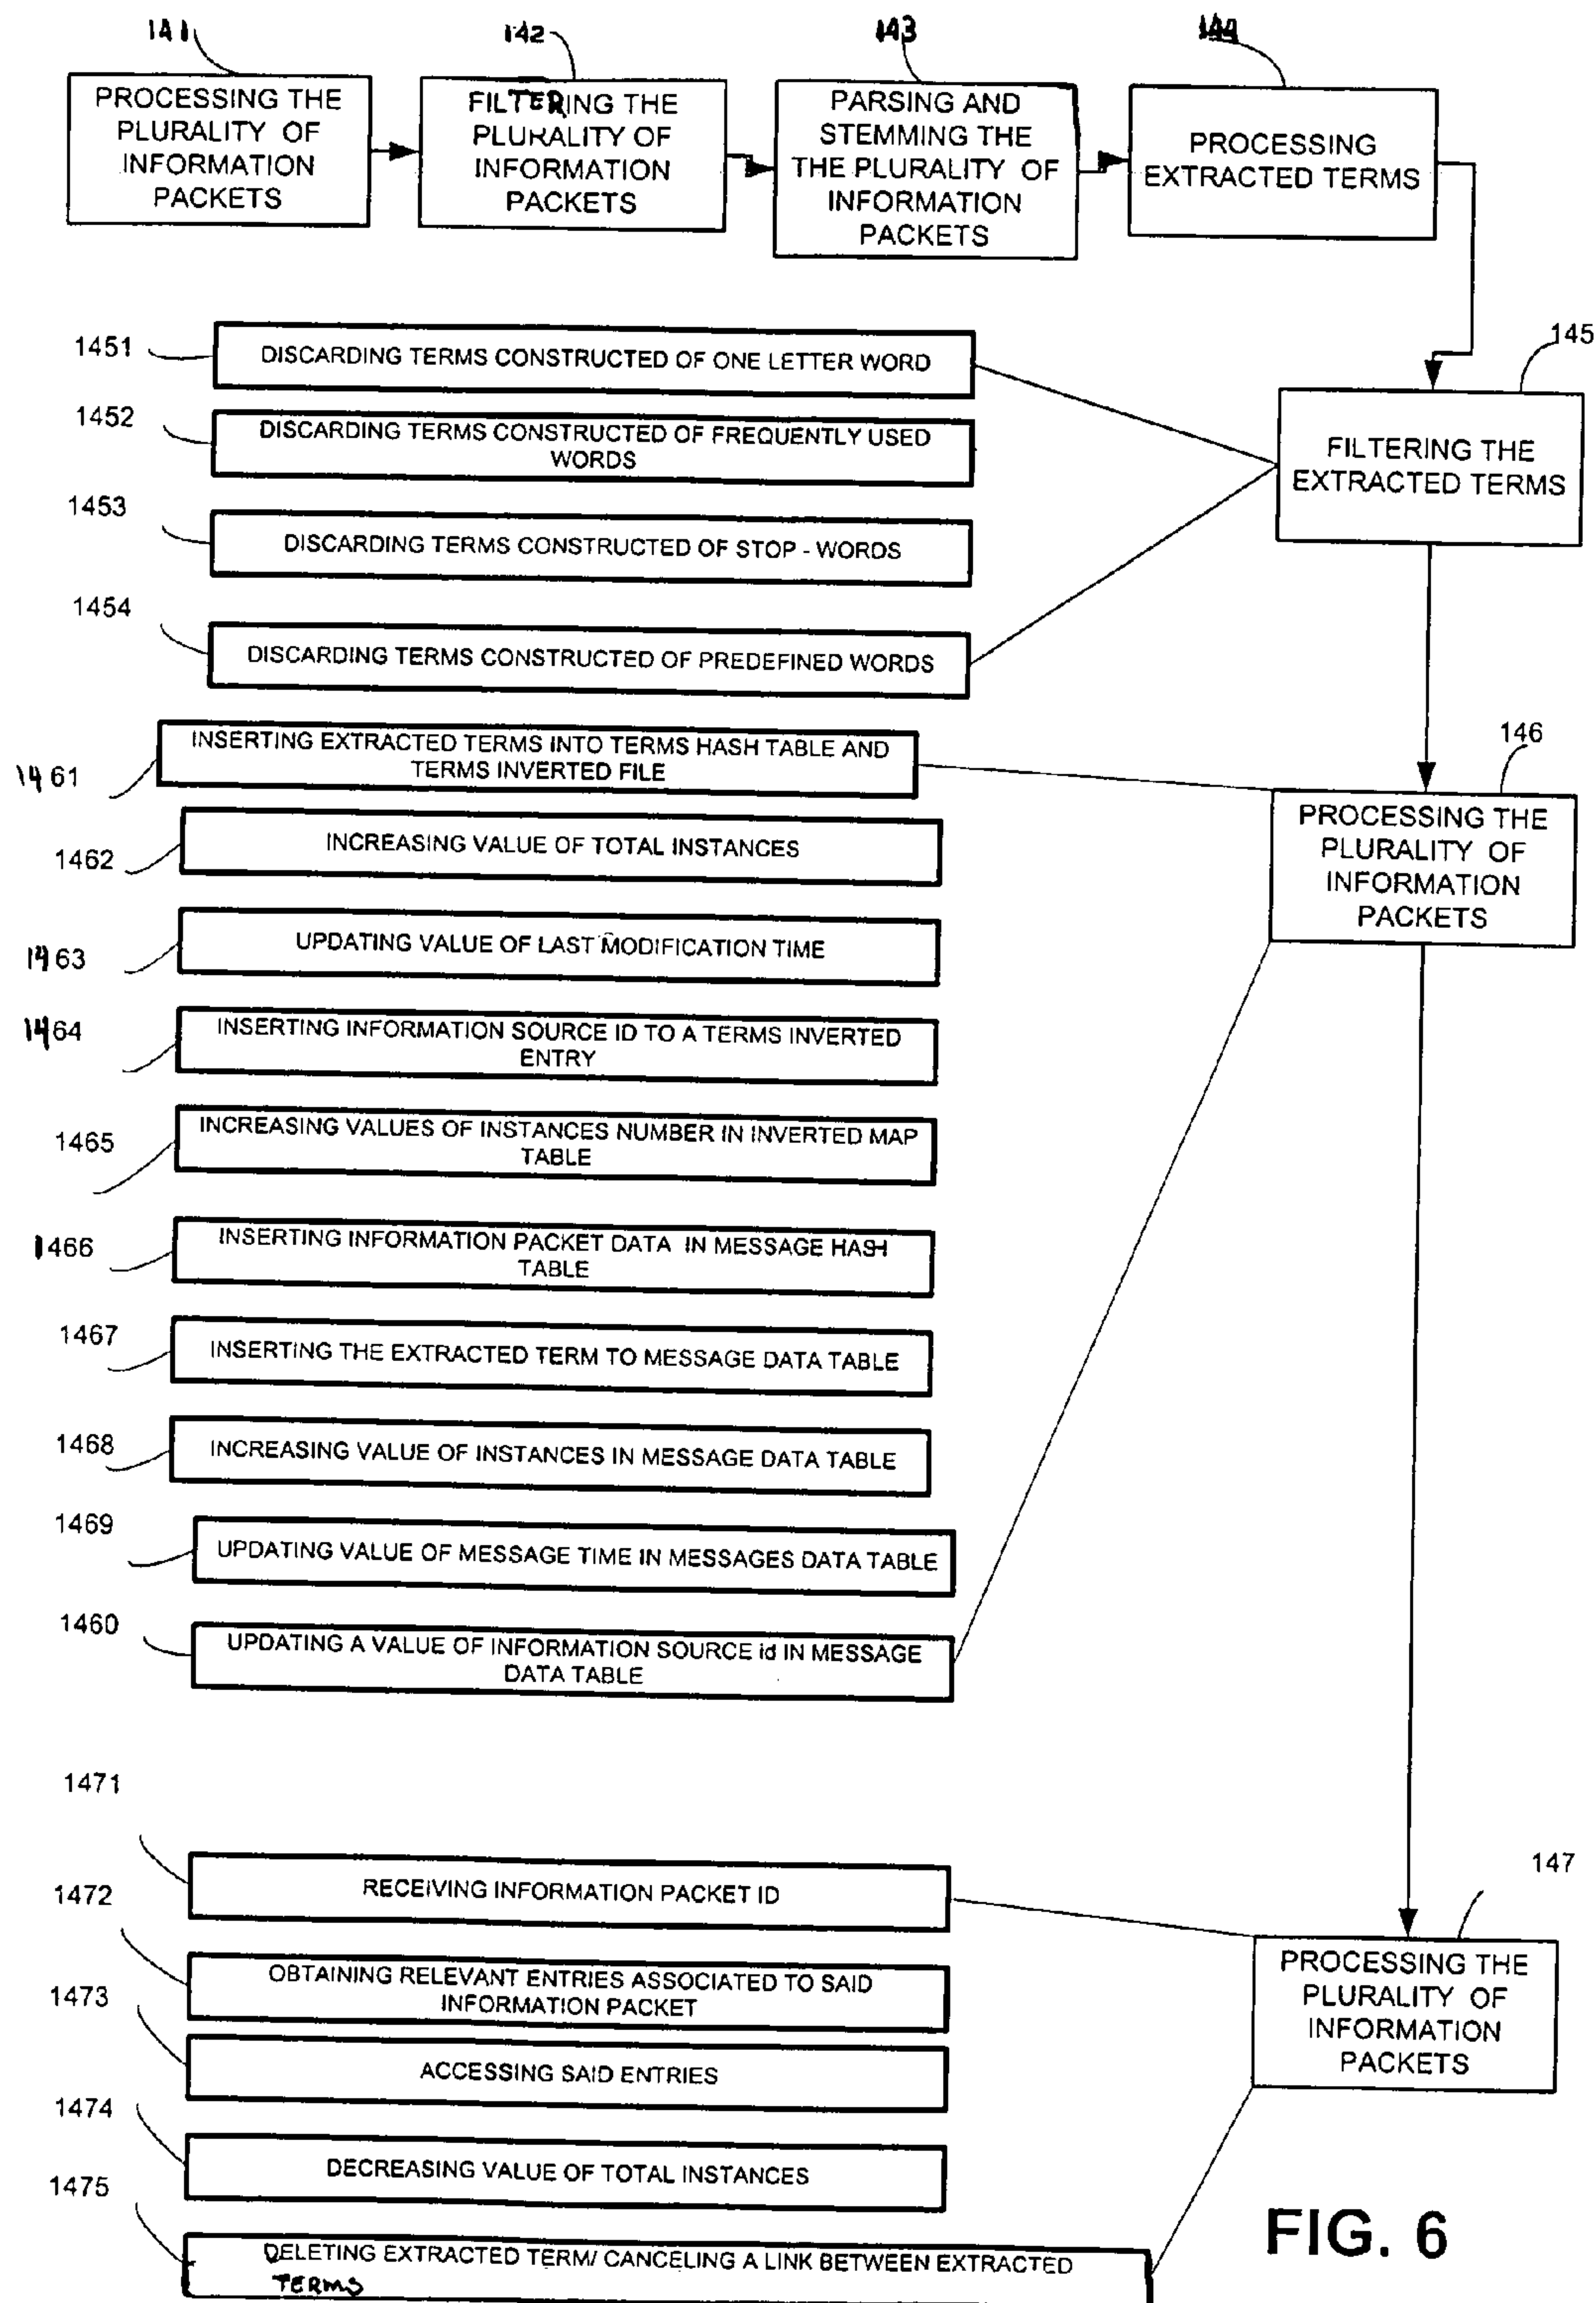 141
142
143
144
PROCESSING THE
PLURALITY OF
INFORMATION
PACKETS
FILTERING THE
PLURALITY OF
INFORMATION
PACKETS
PARSING AND
STEMMING THE
THE PLURALITY OF
INFORMATION
PACKETS
PROCESSING
EXTRACTED TERMS
145
FILTERING THE
EXTRACTED TERMS
1451
DISCARDING TERMS CONSTRUCTED OF ONE LETTER WORD
1452
DISCARDING TERMS CONSTRUCTED OF FREQUENTLY USED
WORDS
1453
DISCARDING TERMS CONSTRUCTED OF STOP - WORDS
1454
DISCARDING TERMS CONSTRUCTED OF PREDEFINED WORDS
146
PROCESSING THE
PLURALITY OF
INFORMATION
PACKETS
1461
INSERTING EXTRACTED TERMS INTO TERMS HASH TABLE AND
TERMS INVERTED FILE
1462
INCREASING VALUE OF TOTAL INSTANCES
1463
UPDATING VALUE OF LAST MODIFICATION TIME
1464
INSERTING INFORMATION SOURCE ID TO A TERMS INVERTED
ENTRY
1465
INCREASING VALUES OF INSTANCES NUMBER IN INVERTED MAP
TABLE
1466
INSERTING INFORMATION PACKET DATA IN MESSAGE HASH
TABLE
1467
INSERTING THE EXTRACTED TERM TO MESSAGE DATA TABLE
1468
INCREASING VALUE OF INSTANCES IN MESSAGE DATA TABLE
1469
UPDATING VALUE OF MESSAGE TIME IN MESSAGES DATA TABLE
1460
UPDATING A VALUE OF INFORMATION SOURCE id IN MESSAGE
DATA TABLE
147
PROCESSING THE
PLURALITY OF
INFORMATION
PACKETS
1471
RECEIVING INFORMATION PACKET ID
1472
OBTAINING RELEVANT ENTRIES ASSOCIATED TO SAID
INFORMATION PACKET
1473
ACCESSING SAID ENTRIES
1474
DECREASING VALUE OF TOTAL INSTANCES
1475
DELETING EXTRACTED TERM/ CANCELING A LINK BETWEEN EXTRACTED
TERMS
FIG. 6